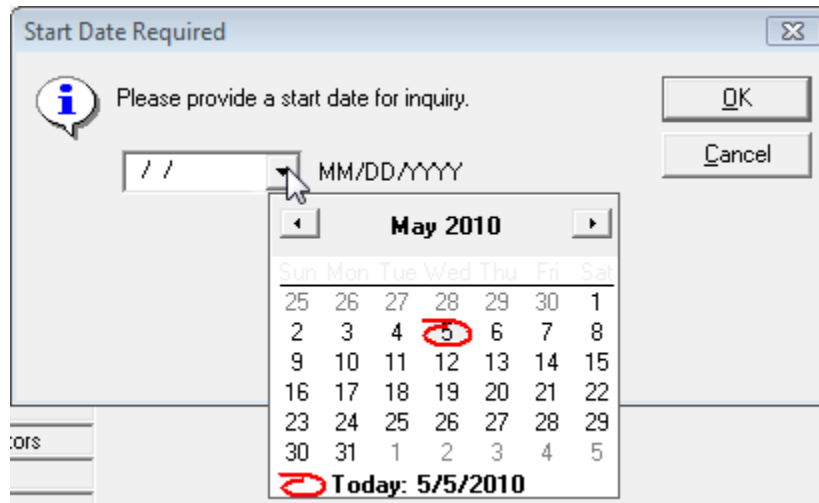 Start Date Required
Please provide a start date for inquiry.
OK
Cancel
/ / MM/DD/YYYY
May 2010
Sun Mon Tue Wed Thu Fri Sat
25 26 27 28 29 30 1
2 3 4 5 6 7 8
9 10 11 12 13 14 15
16 17 18 19 20 21 22
23 24 25 26 27 28 29
30 31 1 2 3 4 5
Today: 5/5/2010
tors